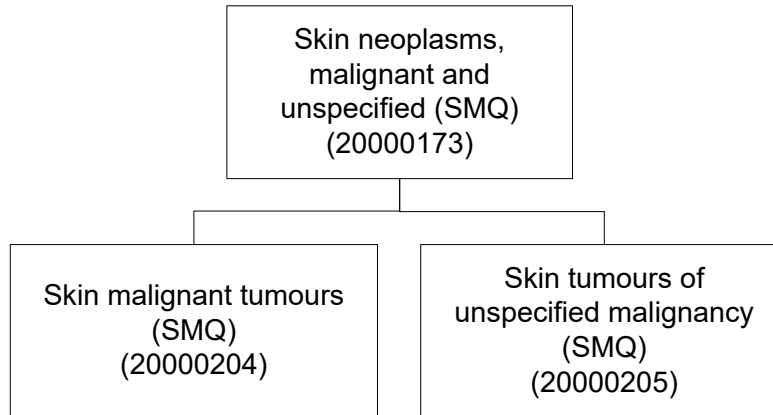 Skin neoplasms,
malignant and
unspecified (SMQ)
(20000173)
Skin malignant tumours
(SMQ)
(20000204)
Skin tumours of
unspecified malignancy
(SMQ)
(20000205)